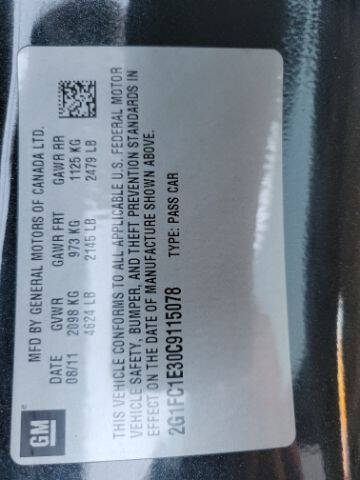 GM
MFD BY GENERAL MOTORS OF CANADA LTD.
DATE GVWR GAWR FRT GAWR RR
08/11 2098 KG 973 KG 1125 KG
4624 LB 2145 LB 2479 LB
THIS VEHICLE CONFORMS TO ALL APPLICABLE U.S. FEDERAL MOTOR
VEHICLE SAFETY, BUMPER, AND THEFT PREVENTION STANDARDS IN
EFFECT ON THE DATE OF MANUFACTURE SHOWN ABOVE.
2G1FC1E30C9115078 TYPE: PASS CAR